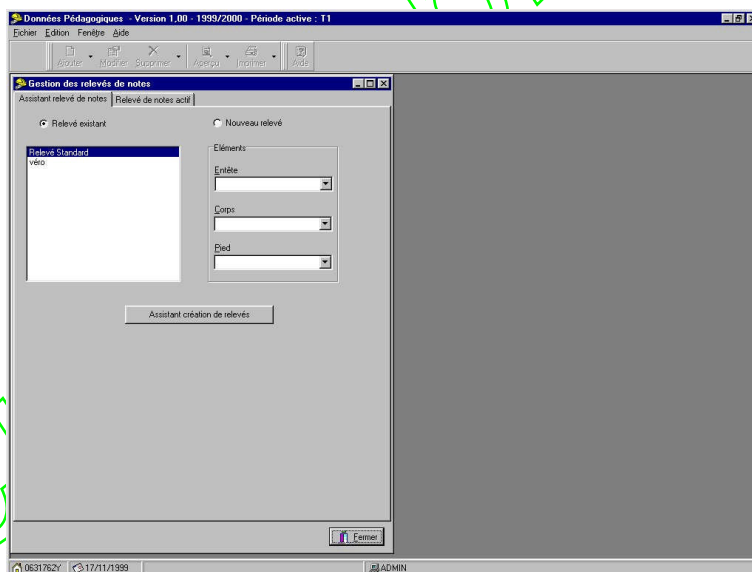 Données Pédagogiques - Version 1,00 - 1999/2000 - Période active : T1
Fichier Edition Fenêtre Aide
Ajouter Modifier Supprimer Aperçu Imprimer Aide
Gestion des relevés de notes
Assistant relevé de notes Relevé de notes actif
Relevé existant Nouveau relevé
Relevé Standard
véro
Eléments
Entête
Corps
Pied
Assistant création de relevés
Fermer
0631762Y 17/11/1999 ADMIN